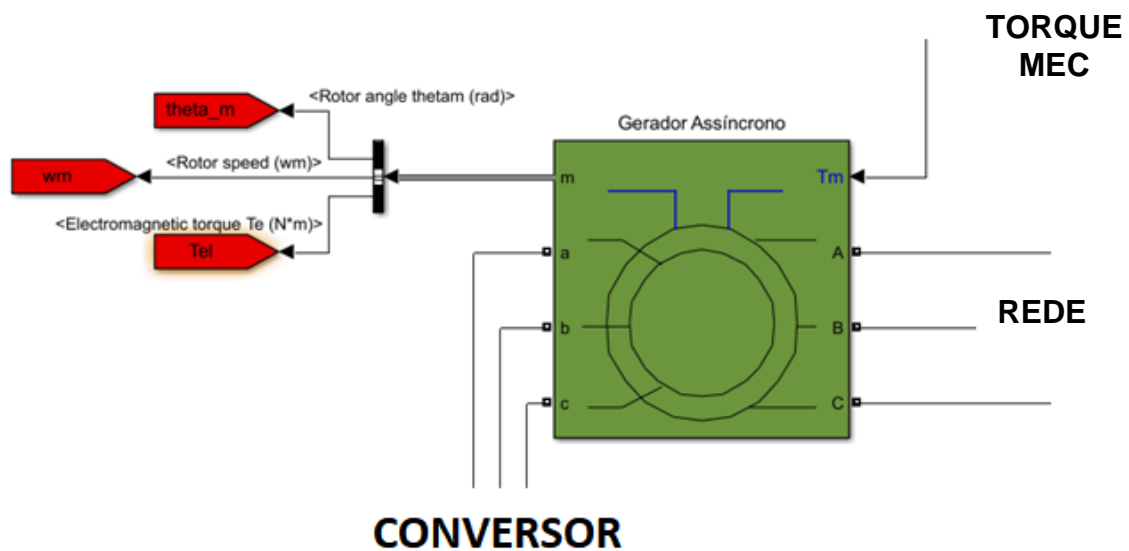 TORQUE
MEC
<Rotor angle thetam (rad)>
theta_m
Gerador Assíncrono
<Rotor speed (wm)>
wm
m
Tm
<Electromagnetic torque Te (N*m)>
Tel
a
A
REDE
b
B
c
C
CONVERSOR